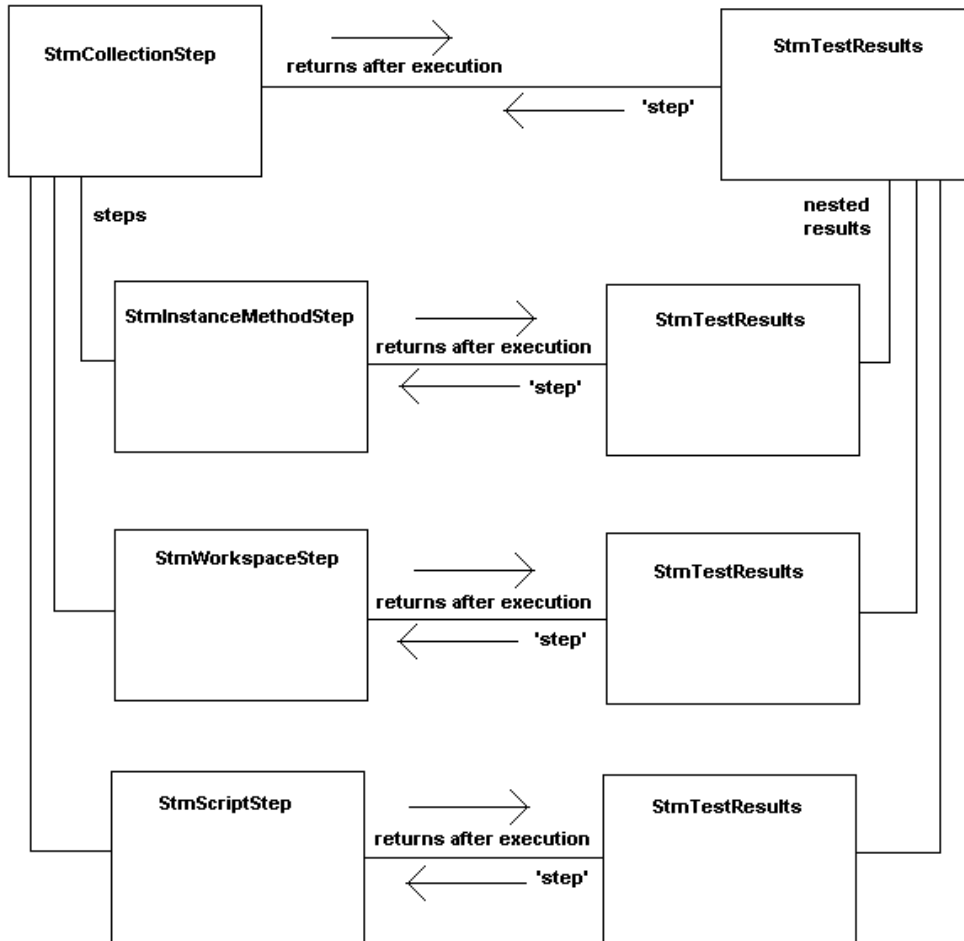 StmCollectionStep
StmTestResults
returns after execution
'step'
steps
nested
results
StmInstanceMethodStep
StmTestResults
returns after execution
'step'
StmWorkspaceStep
StmTestResults
returns after execution
'step'
StmScriptStep
StmTestResults
returns after execution
'step'